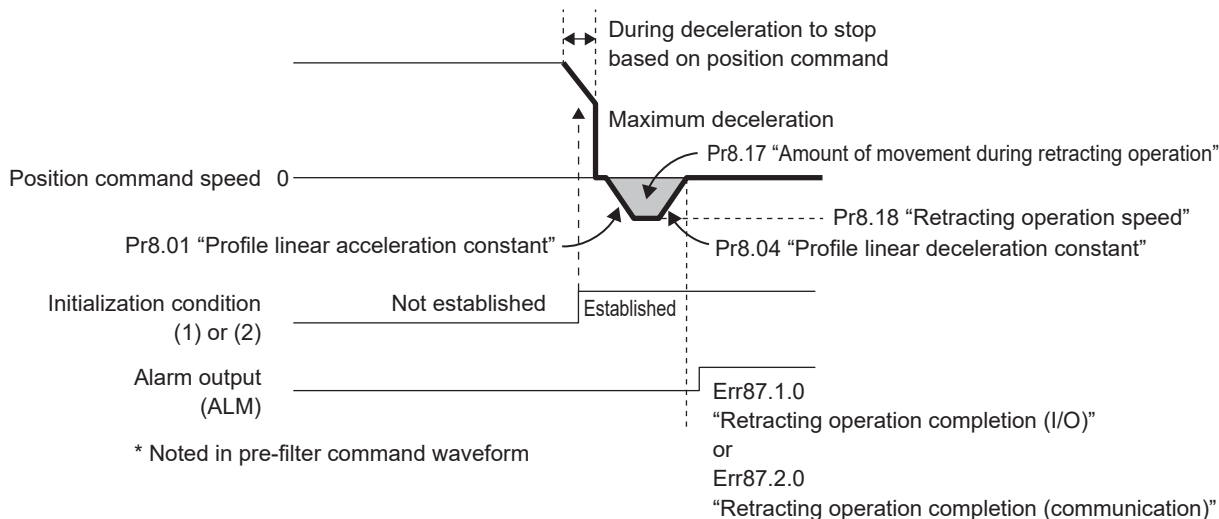 During deceleration to stop
based on position command
Maximum deceleration
Pr8.17 “Amount of movement during retracting operation”
Position command speed 0
Pr8.18 “Retracting operation speed”
Pr8.01 “Profile linear acceleration constant”
Pr8.04 “Profile linear deceleration constant”
Initialization condition
(1) or (2)
Not established
Established
Alarm output
(ALM)
Err87.1.0
“Retracting operation completion (I/O)”
or
Err87.2.0
“Retracting operation completion (communication)”
* Noted in pre-filter command waveform